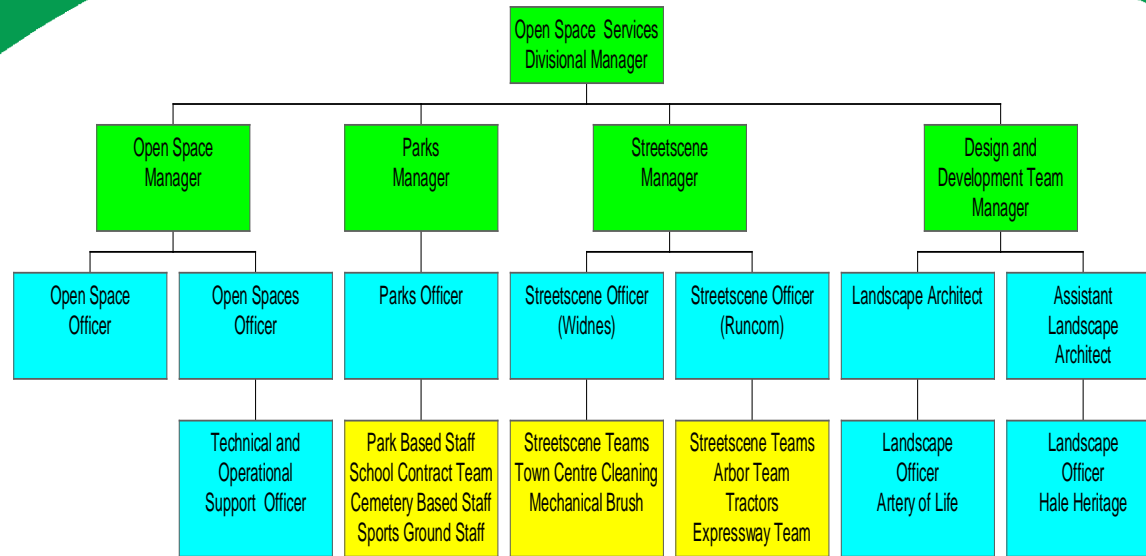 Open Space Services
Divisional Manager
Open Space
Manager
Parks
Manager
Streetscene
Manager
Design and
Development Team
Manager
Open Space
Officer
Open Spaces
Officer
Parks Officer
Streetscene Officer
(Widnes)
Streetscene Officer
(Runcorn)
Landscape Architect
Assistant
Landscape
Architect
Technical and
Operational
Support Officer
Park Based Staff
School Contract Team
Cemetery Based Staff
Sports Ground Staff
Streetscene Teams
Town Centre Cleaning
Mechanical Brush
Streetscene Teams
Arbor Team
Tractors
Expressway Team
Landscape
Officer
Artery of Life
Landscape
Officer
Hale Heritage